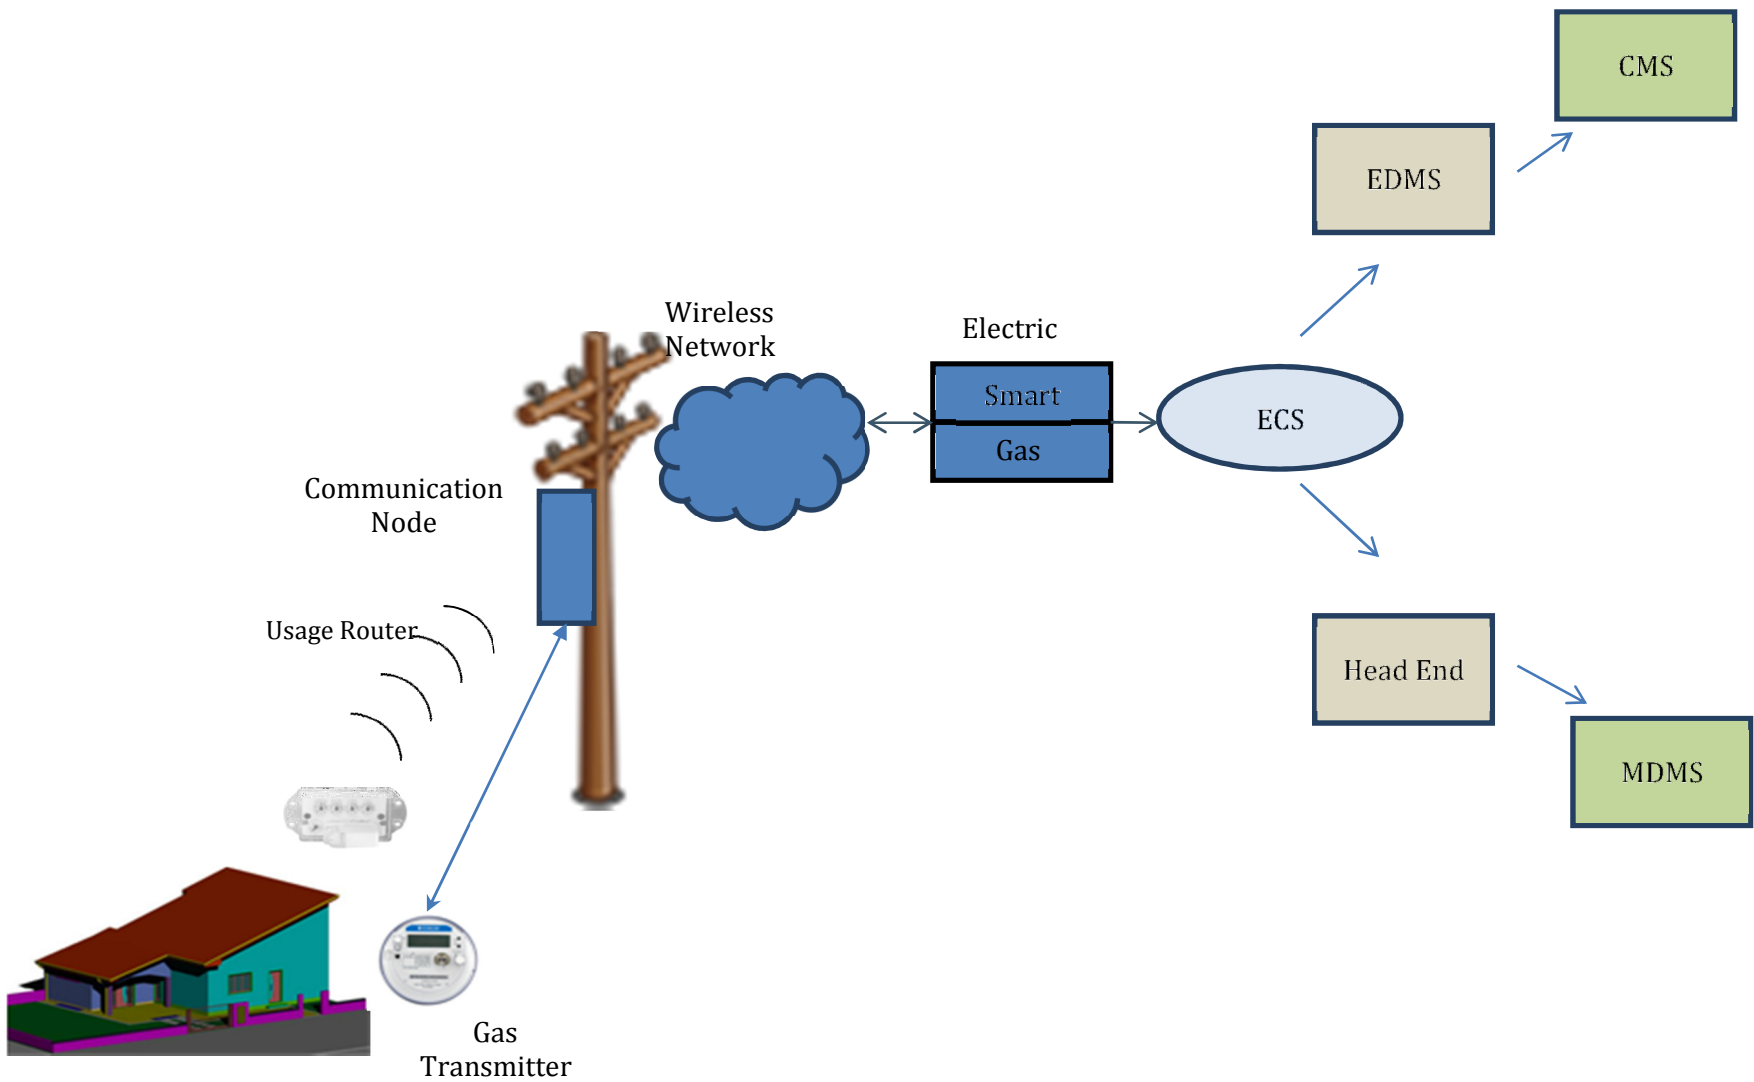 CMS
EDMS
Wireless
Network
Electric
Smart
Gas
ECS
Communication
Node
Usage Router
Head End
MDMS
Gas
Transmitter